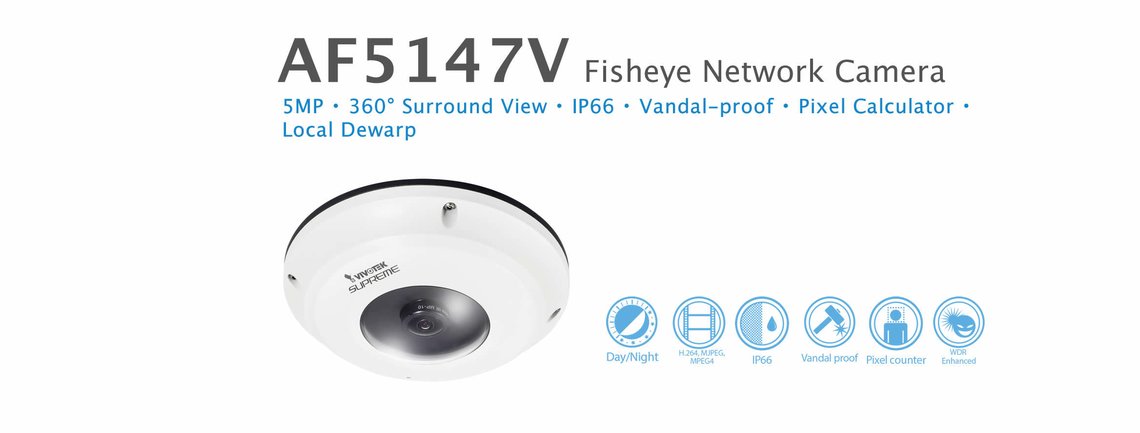 AF5147V Fisheye Network Camera
5MP • 360° Surround View • IP66 • Vandal-proof • Pixel Calculator •
Local Dewarp
VIVOTEK
SUPREME
Day/Night
H.264, MJPEG,
MPEG4
IP66
Vandal proof
Pixel counter
WDR
Enhanced